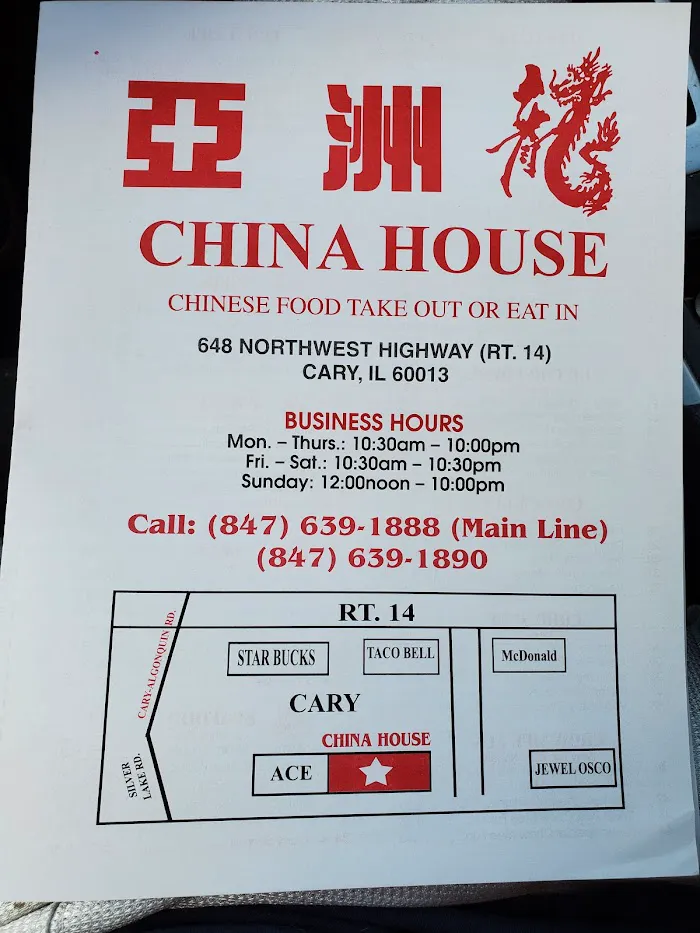 亞洲龍
CHINA HOUSE
CHINESE FOOD TAKE OUT OR EAT IN
648 NORTHWEST HIGHWAY (RT. 14)
CARY, IL 60013
BUSINESS HOURS
Mon. – Thurs.: 10:30am – 10:00pm
Fri. – Sat.: 10:30am – 10:30pm
Sunday: 12:00noon – 10:00pm
Call: (847) 639-1888 (Main Line)
(847) 639-1890
RT. 14
CARY-ALGONQUIN RD.
STAR BUCKS
TACO BELL
McDonald
CARY
CHINA HOUSE
SILVER
LAKE RD.
ACE
JEWEL OSCO